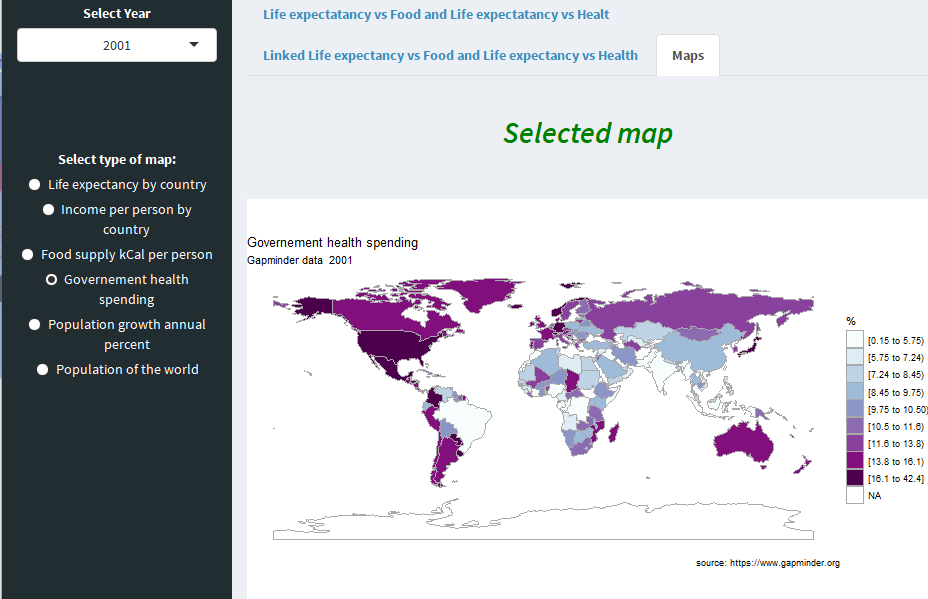 Select Year
2001
Select type of map:
Life expectancy by country
Income per person by
country
Food supply kCal per person
Governement health
spending
Population growth annual
percent
Population of the world
Life expectatancy vs Food and Life expectatancy vs Healt
Linked Life expectancy vs Food and Life expectancy vs Health
Maps
Selected map
Governement health spending
Gapminder data 2001
%
[0.15 to 5.75)
[5.75 to 7.24)
[7.24 to 8.45)
[8.45 to 9.75)
[9.75 to 10.50)
[10.5 to 11.6)
[11.6 to 13.8)
[13.8 to 16.1)
[16.1 to 42.4]
NA
source: https://www.gapminder.org